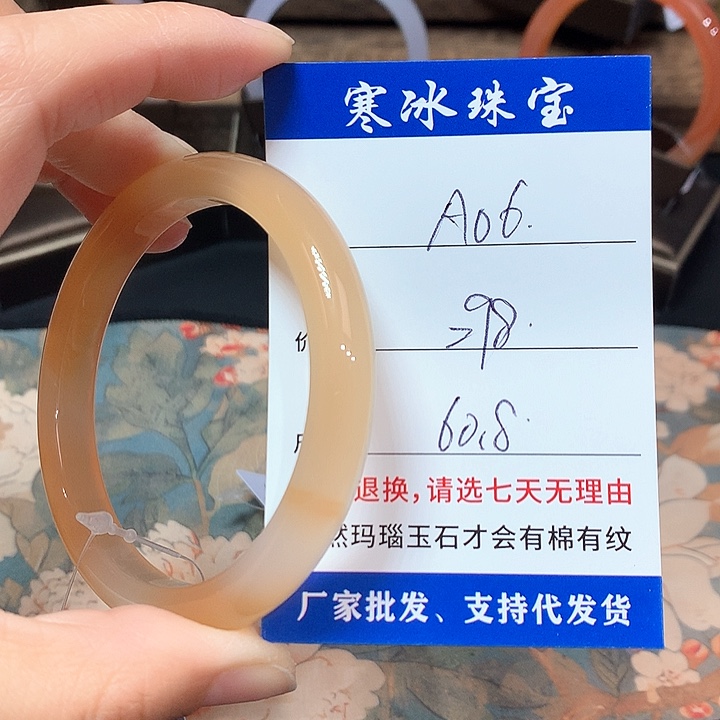 寒冰珠宝
A06.
价 298.
60.8
退换,请选七天无理由
然玛瑙玉石才会有棉有纹
厂家批发、支持代发货